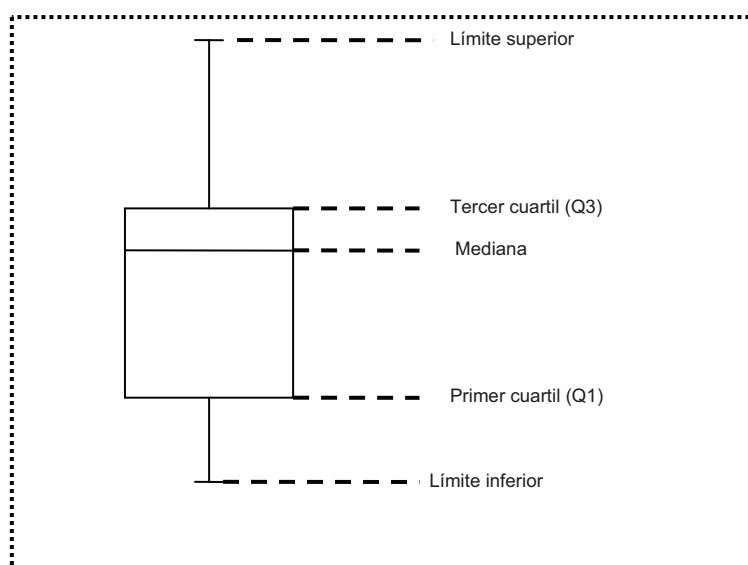 Límite superior
Tercer cuartil (Q3)
Mediana
Primer cuartil (Q1)
Límite inferior